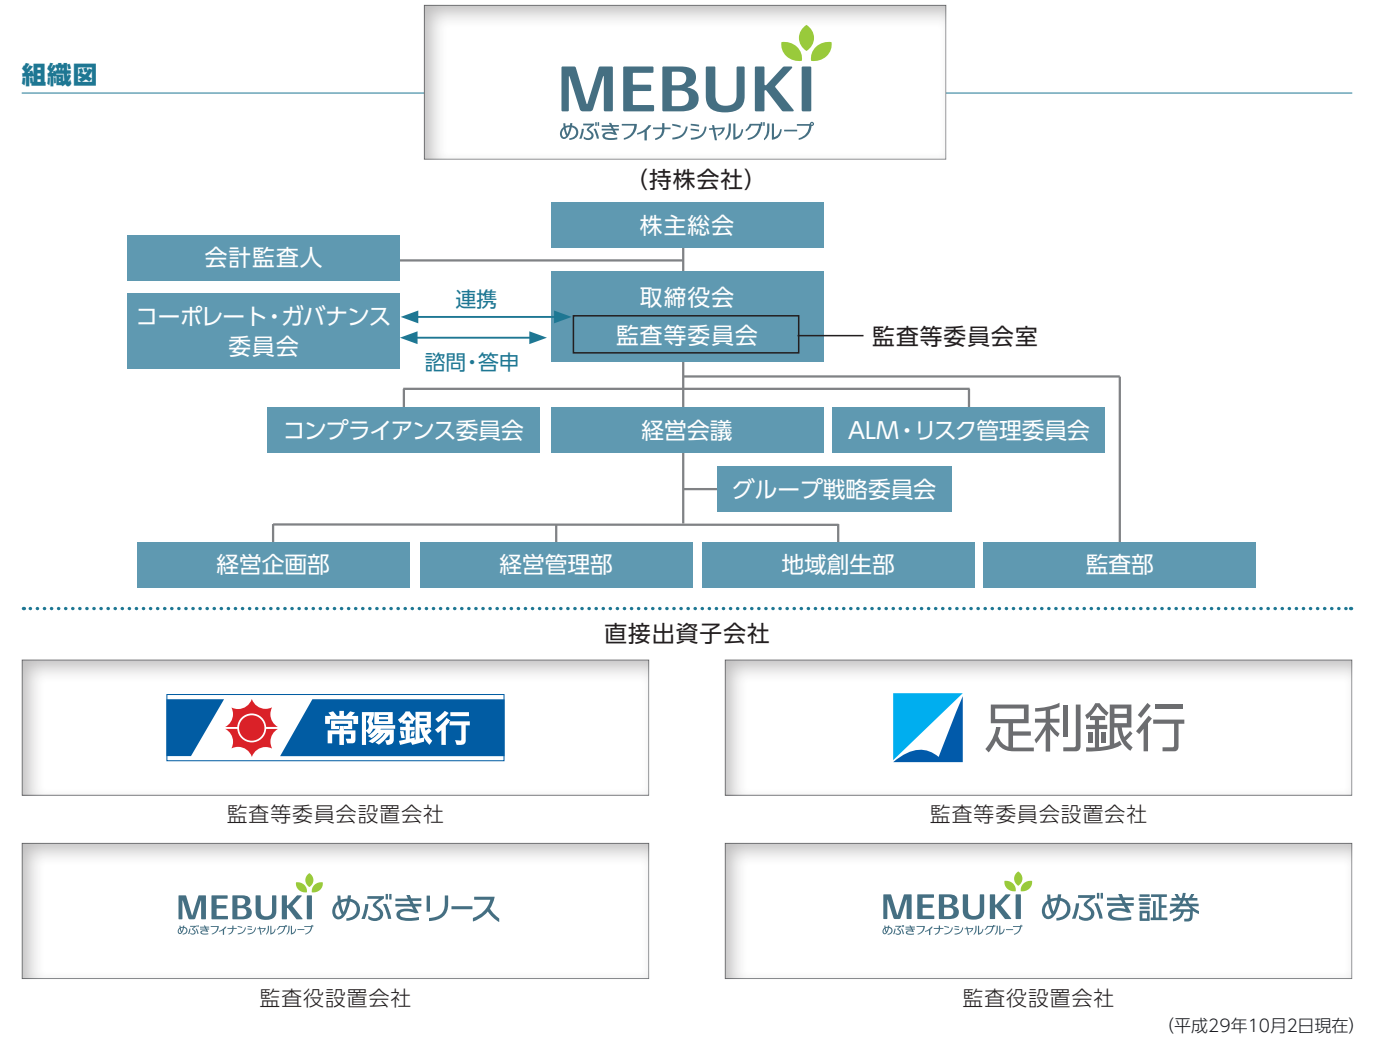 組織図
MEBUKI
めぶきフィナンシャルグループ
（持株会社）
株主総会
会計監査人
取締役会
コーポレート・ガバナンス
委員会
連携
諮問・答申
監査等委員会
監査等委員会室
コンプライアンス委員会
経営会議
ALM・リスク管理委員会
グループ戦略委員会
経営企画部
経営管理部
地域創生部
監査部
直接出資子会社
常陽銀行
足利銀行
監査等委員会設置会社
監査等委員会設置会社
MEBUKI めぶきリース
めぶきフィナンシャルグループ
MEBUKI めぶき証券
めぶきフィナンシャルグループ
監査役設置会社
監査役設置会社
（平成29年10月2日現在）